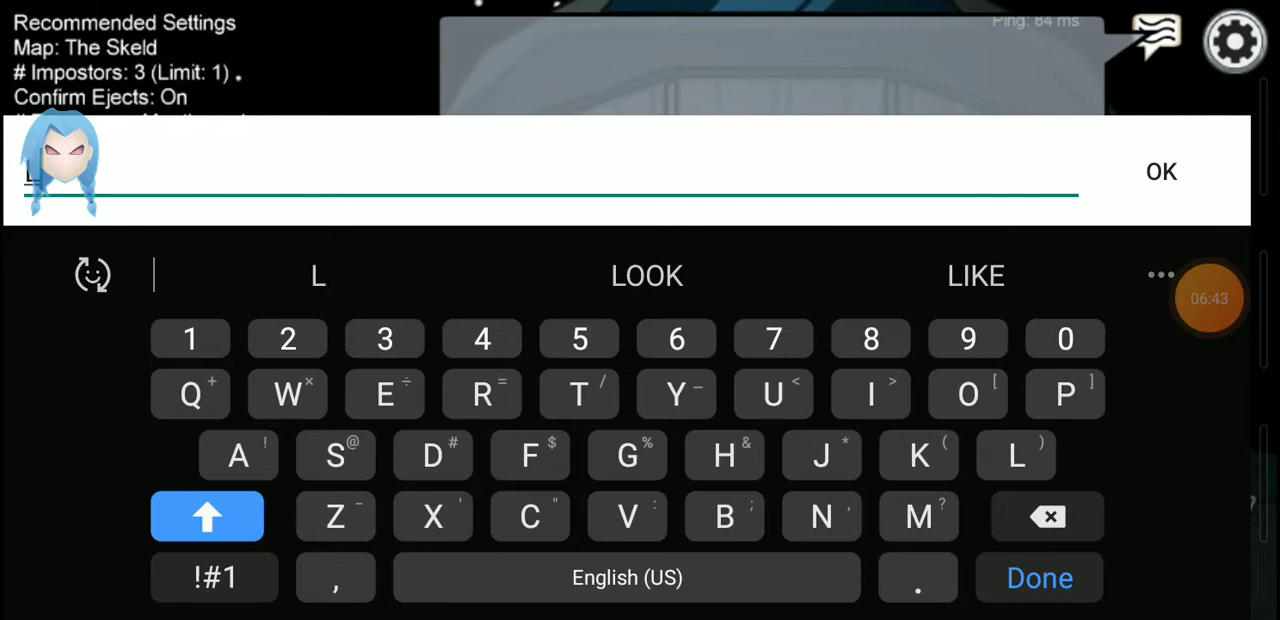 Recommended Settings
Ping: 84 ms
Map: The Skeld
# Impostors: 3 (Limit: 1) .
Confirm Ejects: On
L
OK
L LOOK LIKE ...
06:43
1 2 3 4 5 6 7 8 9 0
Q + W × E ÷ R = T / Y _ U < I > O [ P ]
A ! S @ D # F $ G % H & J * K ( L )
Z - X ' C " V : B ; N , M ?
!#1 , English (US) . Done